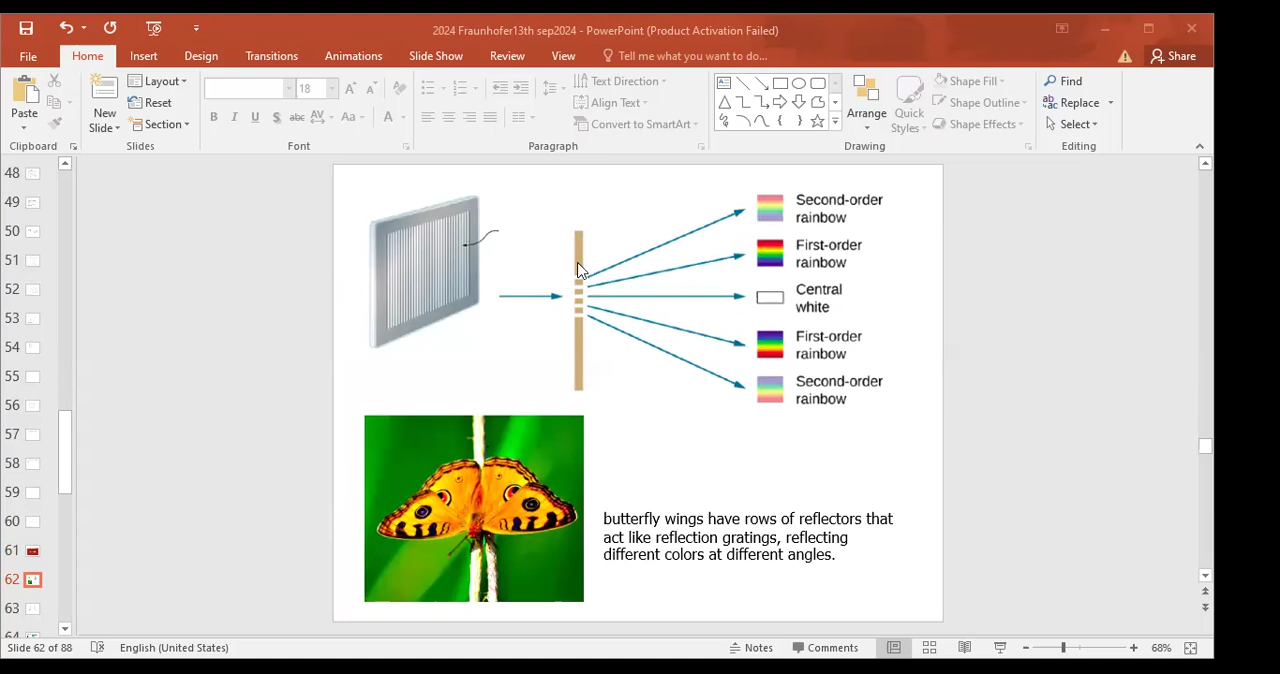 2024 Fraunhofer13th sep2024 - PowerPoint (Product Activation Failed)
File Home Insert Design Transitions Animations Slide Show Review View Tell me what you want to do... Share
Paste
Clipboard
New
Slide
Layout
Reset
Section
Slides
18
B I U S abc AV Aa A
Font
Text Direction
Align Text
Convert to SmartArt
Paragraph
Arrange
Quick
Styles
Shape Fill
Shape Outline
Shape Effects
Drawing
Find
Replace
Select
Editing
48
49
50
51
52
53
54
55
56
57
58
59
60
61
62
63
64
Second-order
rainbow
First-order
rainbow
Central
white
First-order
rainbow
Second-order
rainbow
butterfly wings have rows of reflectors that
act like reflection gratings, reflecting
different colors at different angles.
Slide 62 of 88 English (United States) Notes Comments 68%